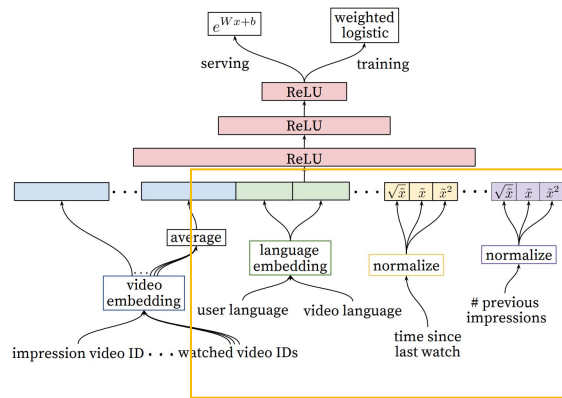 e^{Wx+b}
weighted
logistic
serving
training
ReLU
ReLU
ReLU
··· ··· ···
√x̃ x̃ x̃²
√x̃ x̃ x̃²
average
...
video
embedding
language
embedding
normalize
normalize
user language
video language
# previous
impressions
time since
last watch
impression video ID ··· watched video IDs